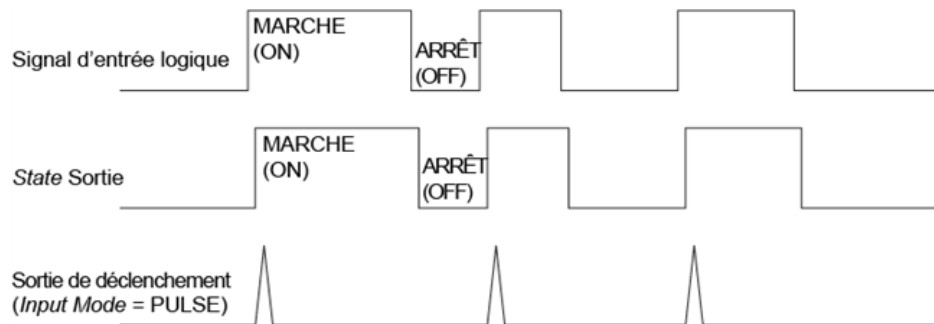 MARCHE
(ON)
ARRÊT
(OFF)
Signal d'entrée logique
MARCHE
(ON)
ARRÊT
(OFF)
State Sortie
Sortie de déclenchement
(Input Mode = PULSE)